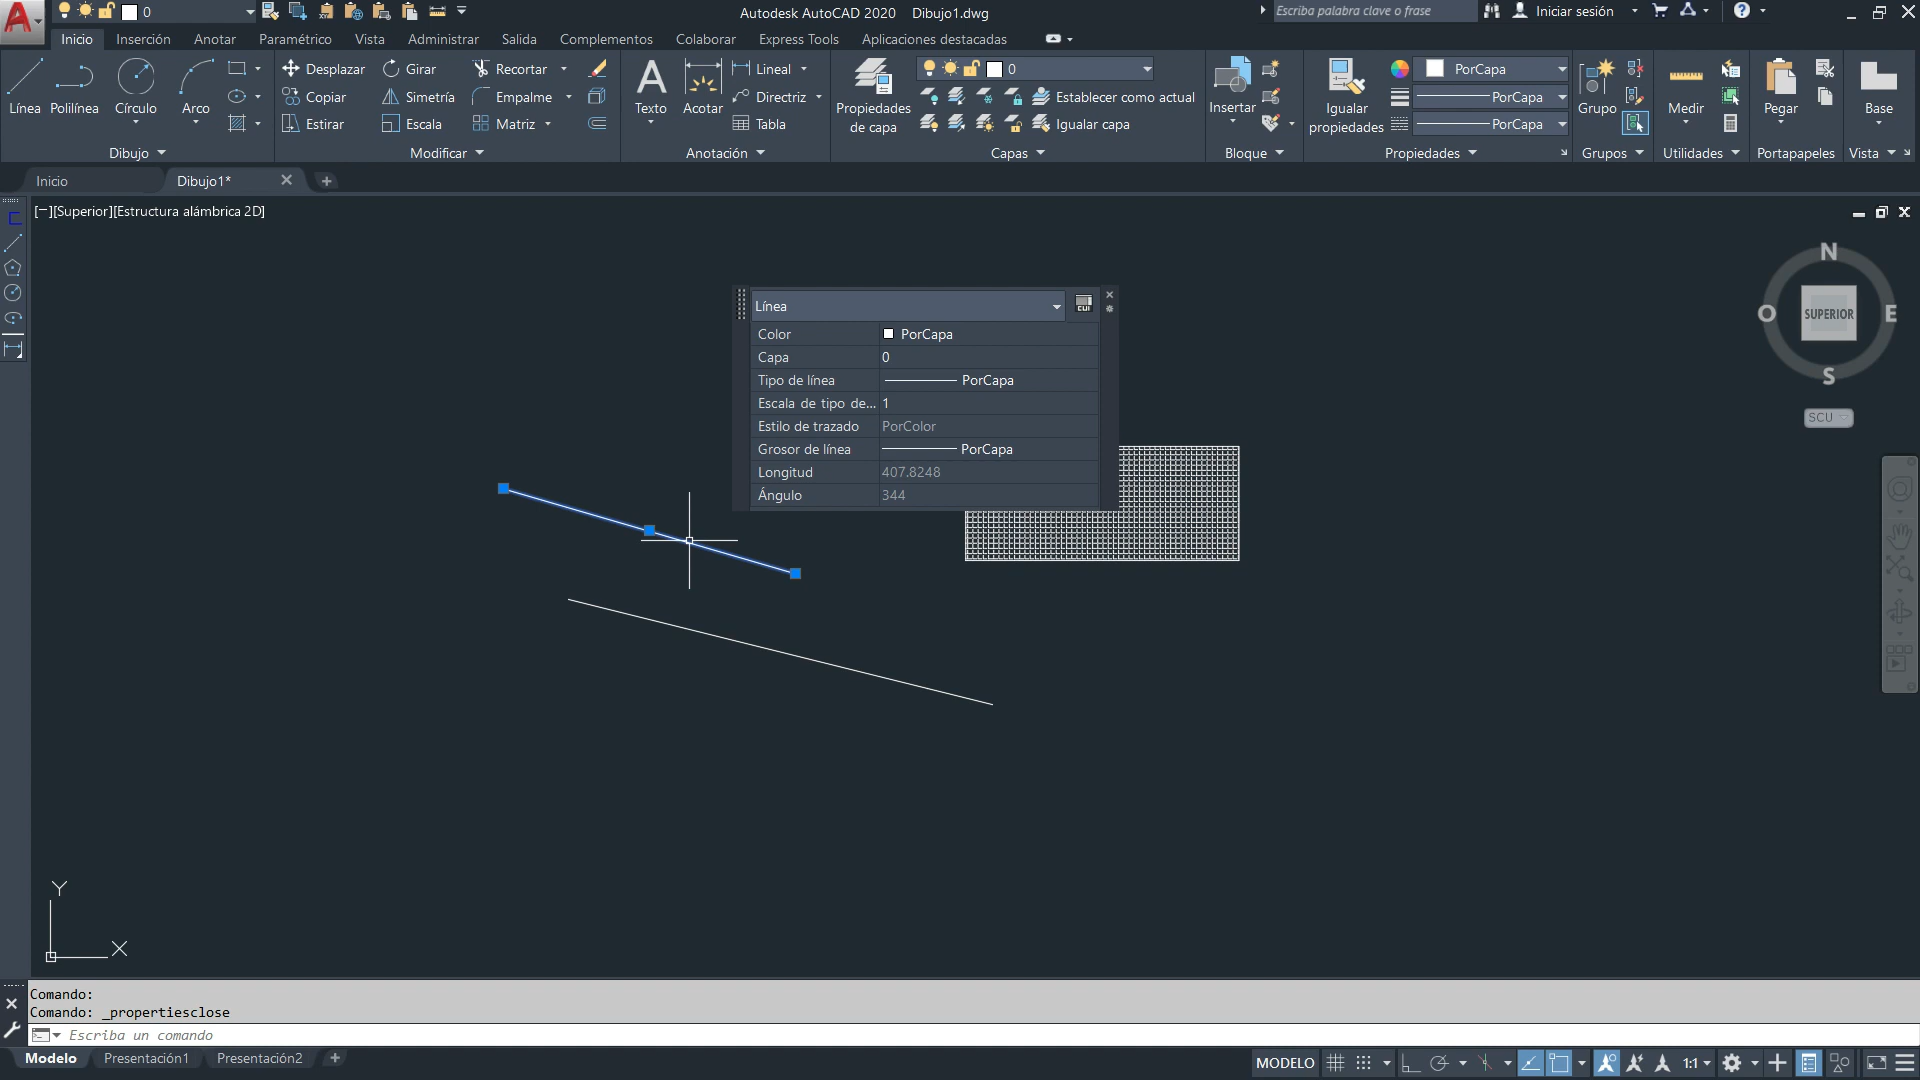 0
Autodesk AutoCAD 2020 Dibujo1.dwg
Escriba palabra clave o frase
Iniciar sesión
Inicio Inserción Anotar Paramétrico Vista Administrar Salida Complementos Colaborar Express Tools Aplicaciones destacadas
Línea Polilínea Círculo Arco
Desplazar Girar Recortar
Copiar Simetría Empalme
Estirar Escala Matriz
Texto Acotar
Lineal
Directriz
Tabla
Propiedades
de capa
0
Establecer como actual
Igualar capa
Insertar
Igualar
propiedades
PorCapa
PorCapa
PorCapa
Grupo
Medir
Pegar
Base
Dibujo Modificar Anotación Capas Bloque Propiedades Grupos Utilidades Portapapeles Vista
Inicio Dibujo1*
[−][Superior][Estructura alámbrica 2D]
N
O SUPERIOR E
S
SCU
Línea
CUI
Color PorCapa
Capa 0
Tipo de línea PorCapa
Escala de tipo de... 1
Estilo de trazado PorColor
Grosor de línea PorCapa
Longitud 407.8248
Ángulo 344
Y
X
Comando:
Comando: _propertiesclose
Escriba un comando
Modelo Presentación1 Presentación2
MODELO 1:1